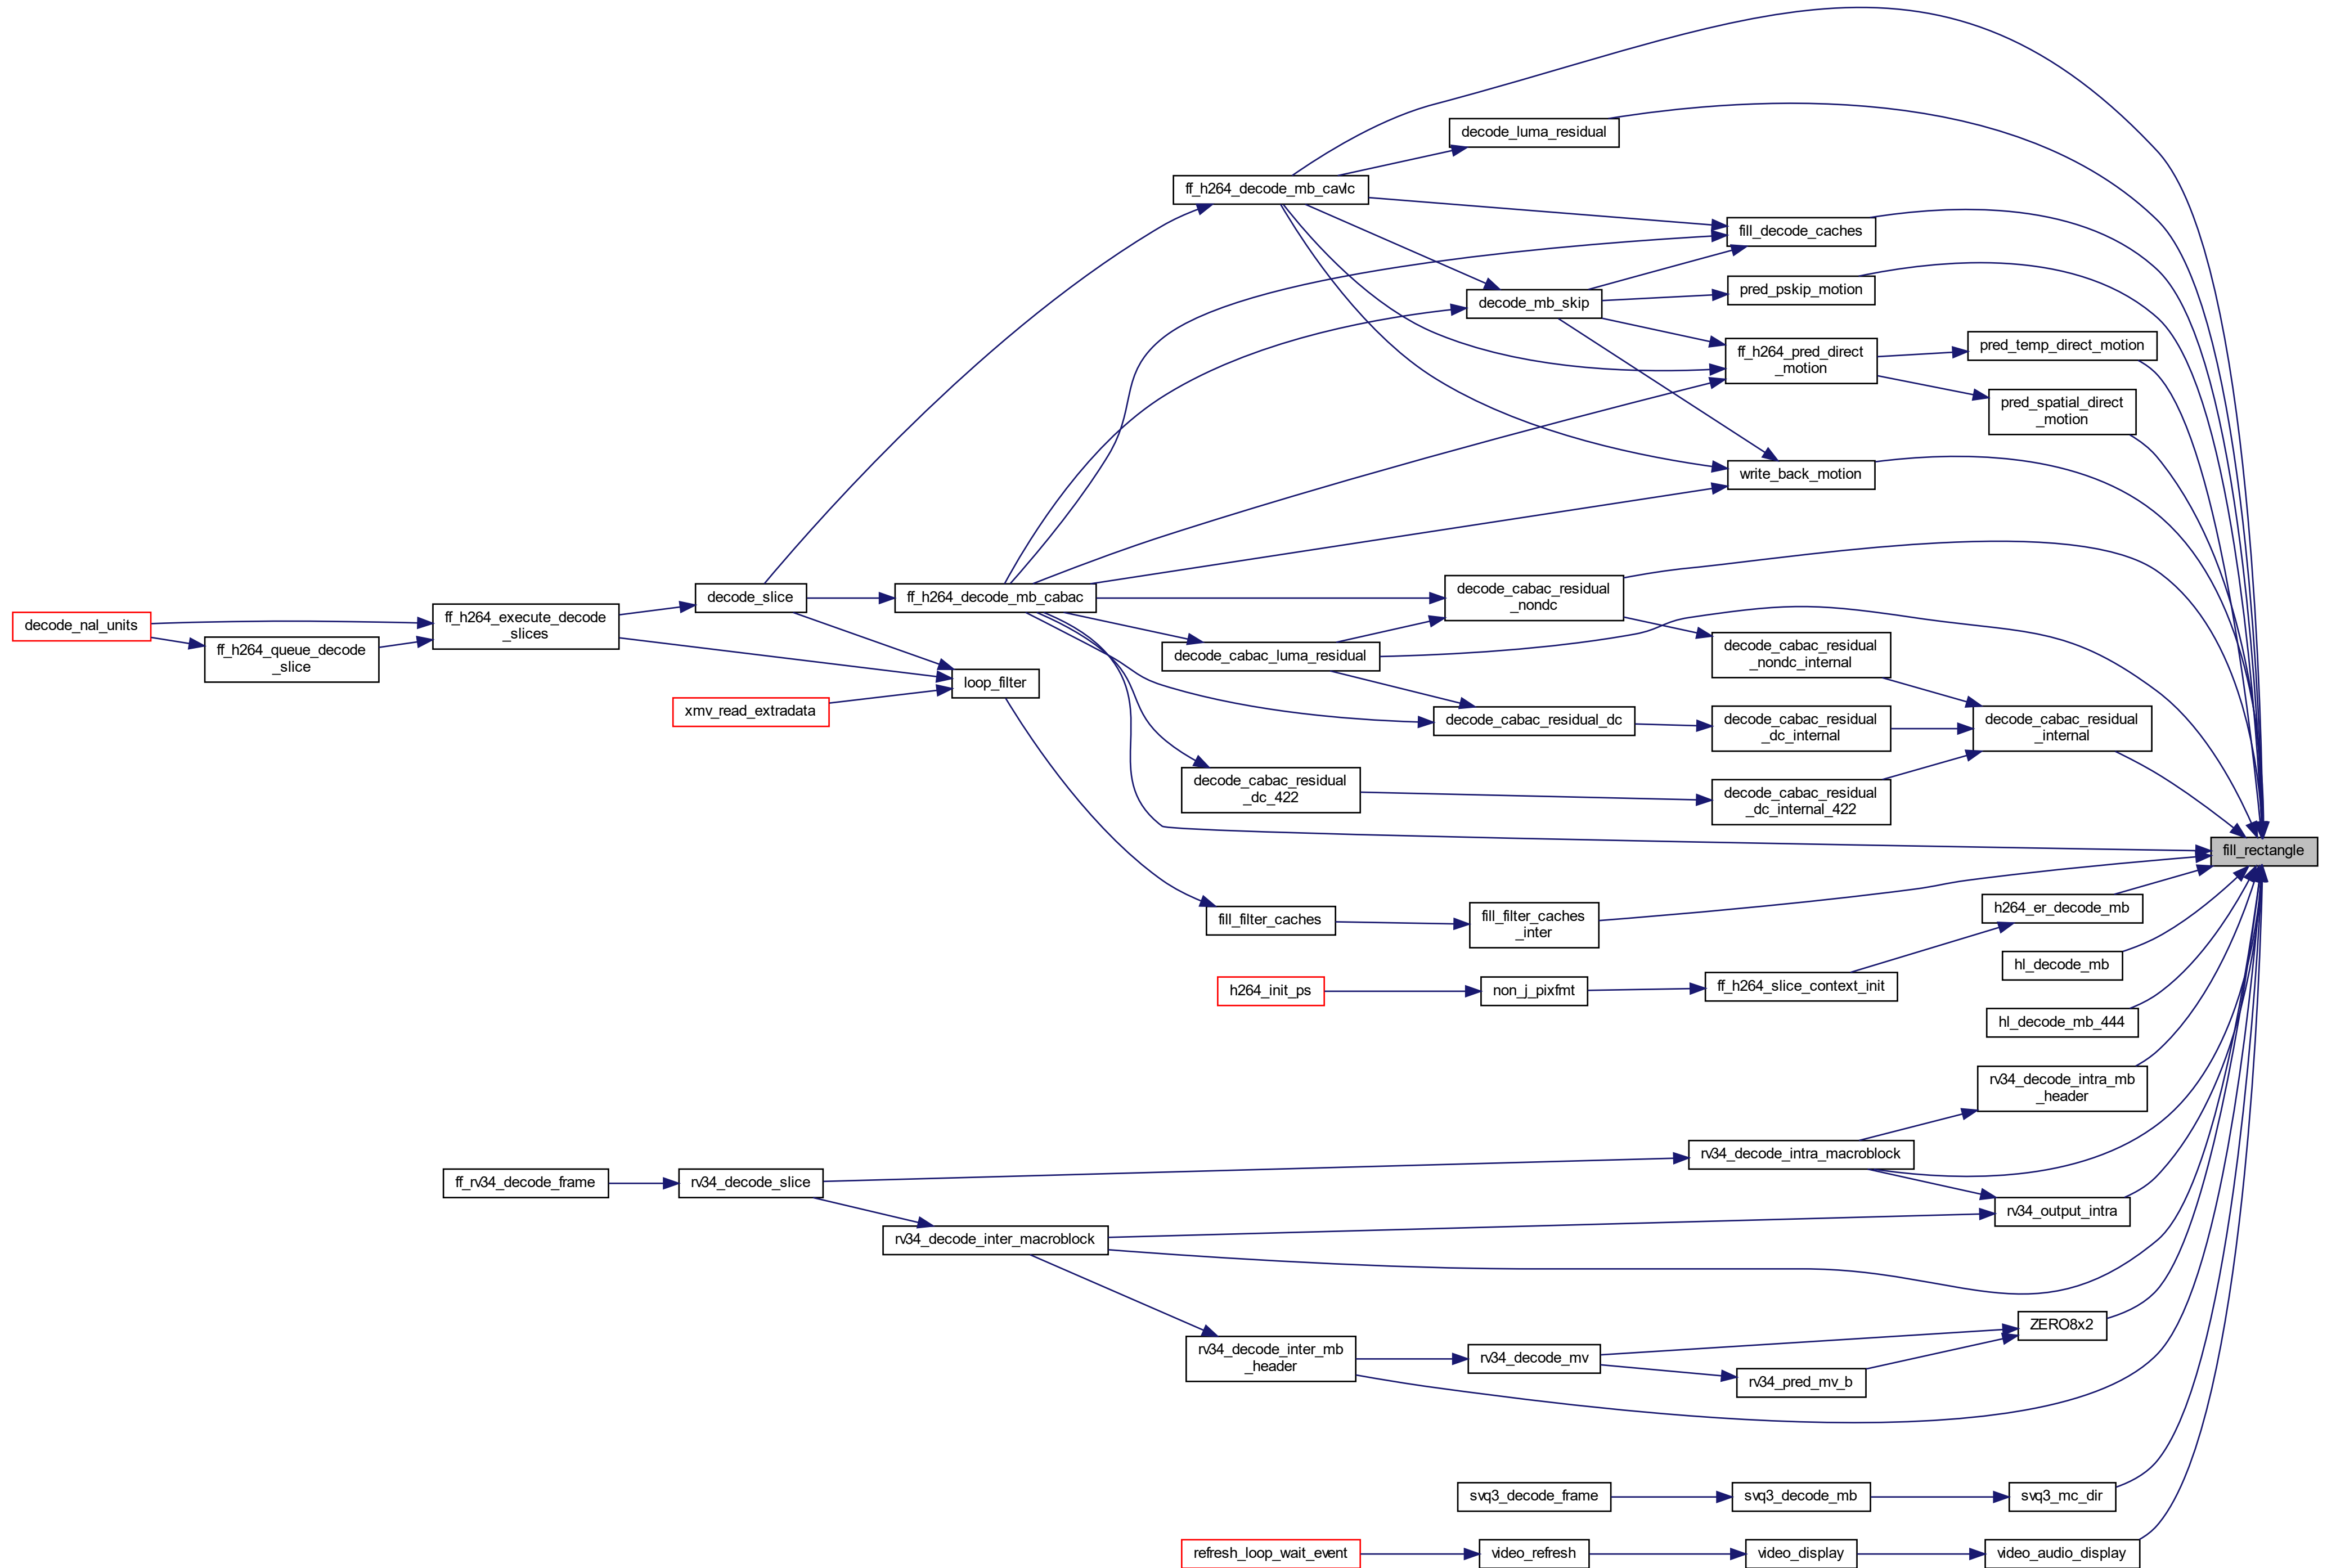 decode_luma_residual
ff_h264_decode_mb_cavlc
fill_decode_caches
pred_pskip_motion
decode_mb_skip
ff_h264_pred_direct
_motion
pred_temp_direct_motion
pred_spatial_direct
_motion
write_back_motion
decode_nal_units
ff_h264_queue_decode
_slice
ff_h264_execute_decode
_slices
decode_slice
ff_h264_decode_mb_cabac
loop_filter
xmv_read_extradata
decode_cabac_residual
_nondc
decode_cabac_luma_residual
decode_cabac_residual
_nondc_internal
decode_cabac_residual_dc
decode_cabac_residual
_dc_internal
decode_cabac_residual
_internal
decode_cabac_residual
_dc_422
decode_cabac_residual
_dc_internal_422
fill_rectangle
fill_filter_caches
fill_filter_caches
_inter
h264_er_decode_mb
hl_decode_mb
h264_init_ps
non_j_pixfmt
ff_h264_slice_context_init
hl_decode_mb_444
rv34_decode_intra_mb
_header
rv34_decode_intra_macroblock
ff_rv34_decode_frame
rv34_decode_slice
rv34_output_intra
rv34_decode_inter_macroblock
ZERO8x2
rv34_decode_inter_mb
_header
rv34_decode_mv
rv34_pred_mv_b
svq3_decode_frame
svq3_decode_mb
svq3_mc_dir
refresh_loop_wait_event
video_refresh
video_display
video_audio_display